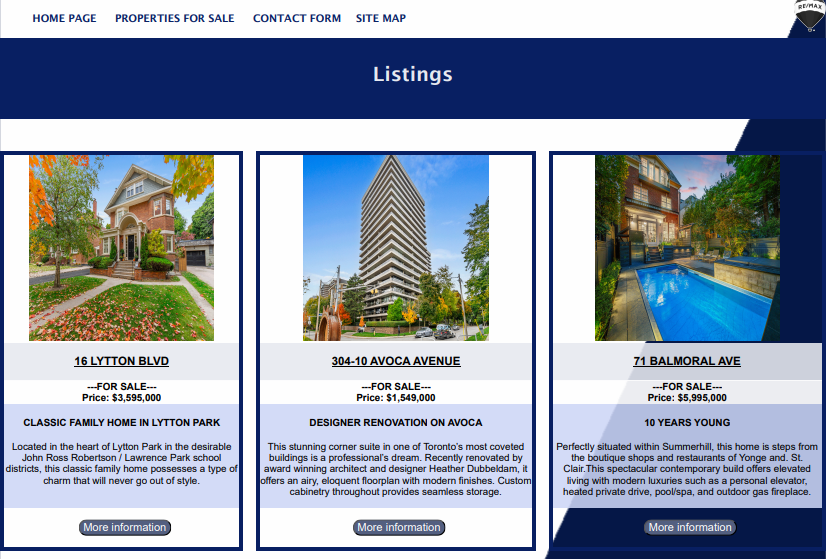 HOME PAGE PROPERTIES FOR SALE CONTACT FORM SITE MAP
RE/MAX
Listings
16 LYTTON BLVD
---FOR SALE---
Price: $3,595,000
CLASSIC FAMILY HOME IN LYTTON PARK
Located in the heart of Lytton Park in the desirable
John Ross Robertson / Lawrence Park school
districts, this classic family home possesses a type of
charm that will never go out of style.
More information
304-10 AVOCA AVENUE
---FOR SALE---
Price: $1,549,000
DESIGNER RENOVATION ON AVOCA
This stunning corner suite in one of Toronto's most coveted
buildings is a professional's dream. Recently renovated by
award winning architect and designer Heather Dubbeldam, it
offers an airy, eloquent floorplan with modern finishes. Custom
cabinetry throughout provides seamless storage.
More information
71 BALMORAL AVE
---FOR SALE---
Price: $5,995,000
10 YEARS YOUNG
Perfectly situated within Summerhill, this home is steps from
the boutique shops and restaurants of Yonge and. St.
Clair.This spectacular contemporary build offers elevated
living with modern luxuries such as a personal elevator,
heated private drive, pool/spa, and outdoor gas fireplace.
More information